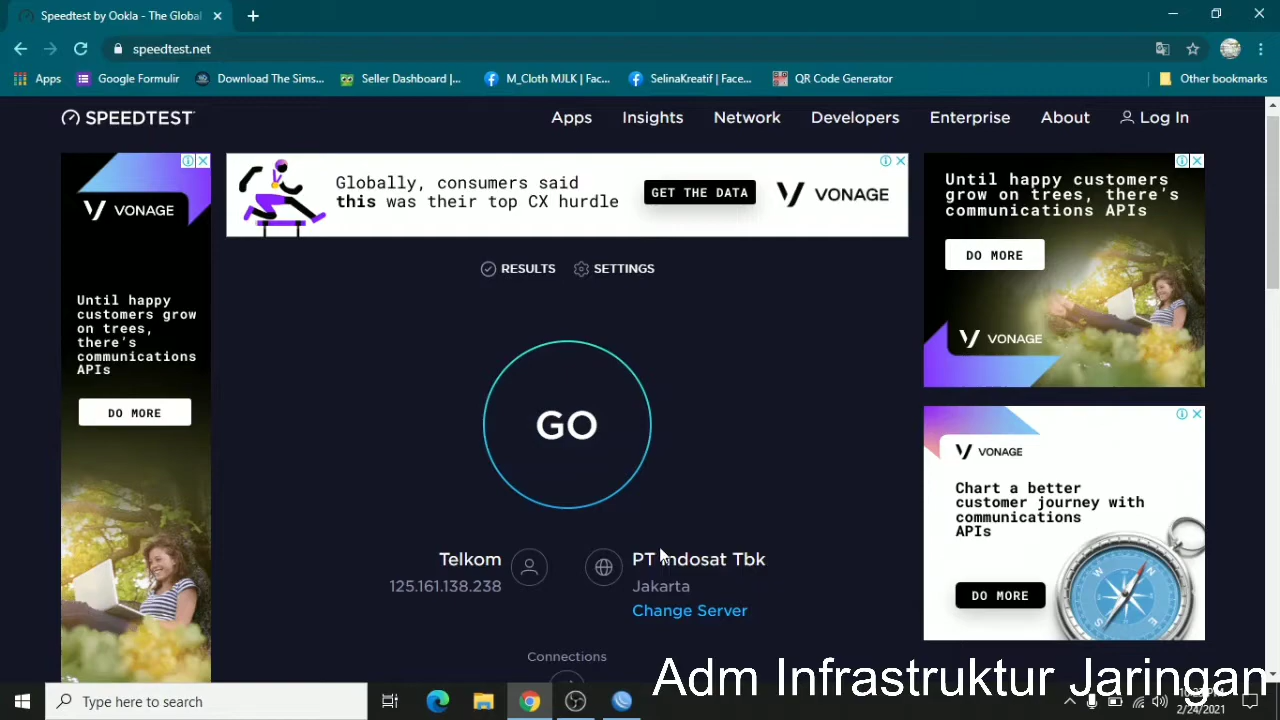 Speedtest by Ookla - The Global
speedtest.net
Apps
Google Formulir
Download The Sims...
Seller Dashboard |...
M_Cloth MJLK | Fac...
SelinaKreatif | Face...
QR Code Generator
Other bookmarks
SPEEDTEST
Apps
Insights
Network
Developers
Enterprise
About
Log In
VONAGE
Until happy
customers grow
on trees,
there's
communications
APIs
DO MORE
Globally, consumers said
this was their top CX hurdle
GET THE DATA
VONAGE
Until happy customers
grow on trees, there's
communications APIs
DO MORE
VONAGE
RESULTS
SETTINGS
GO
Telkom
125.161.138.238
PT Indosat Tbk
Jakarta
Change Server
Connections
VONAGE
Chart a better
customer journey with
communications
APIs
DO MORE
Adm Infrastruktur Jaringan
Type here to search
2/24/2021